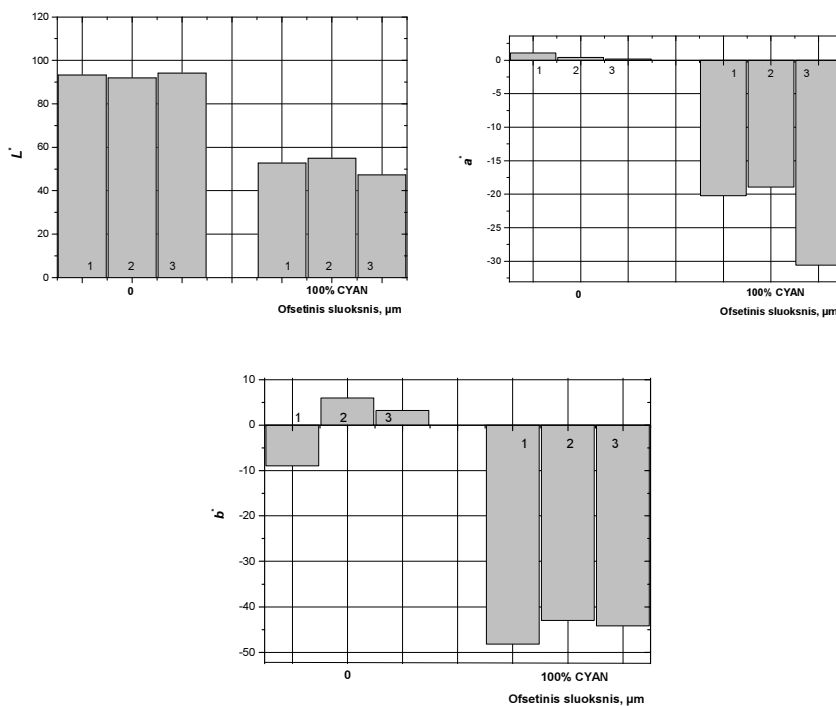 120
100
80
60
40
20
0
L*
1 2 3 1 2 3
0 100% CYAN
Ofsetinis sluoksnis, µm
0
-5
-10
-15
-20
-25
-30
a*
1 2 3 1 2 3
0 100% CYAN
Ofsetinis sluoksnis, µm
10
0
-10
-20
-30
-40
-50
b*
1 2 3 1 2 3
0 100% CYAN
Ofsetinis sluoksnis, µm